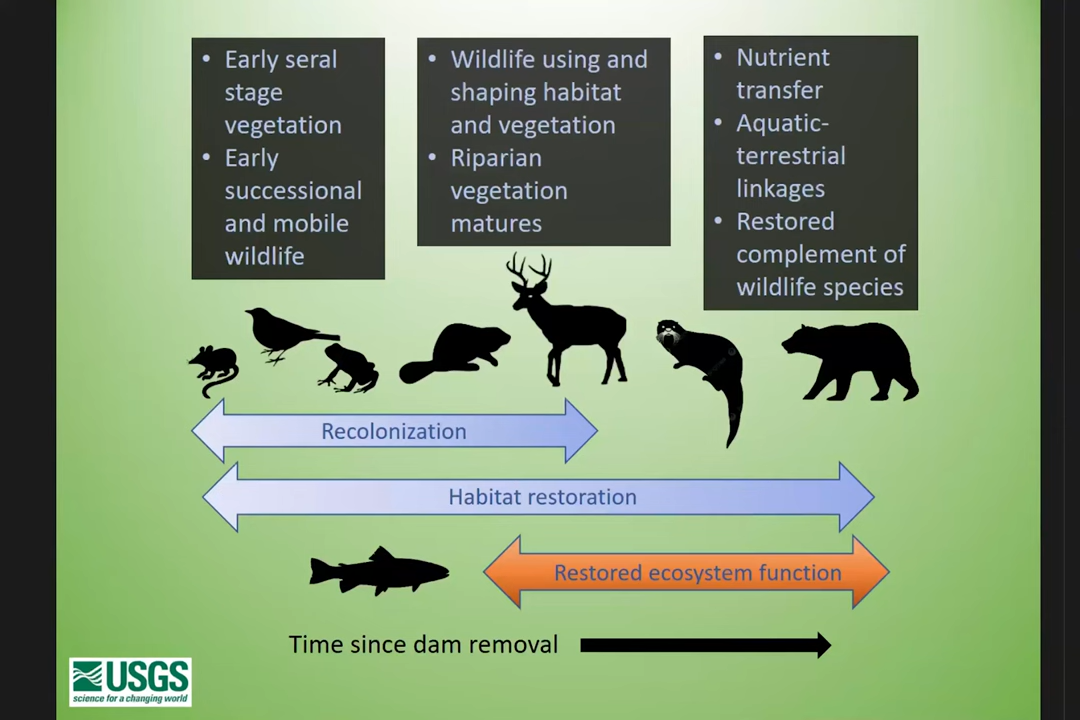 • Early seral
stage
vegetation
• Early
successional
and mobile
wildlife
• Wildlife using and
shaping habitat
and vegetation
• Riparian
vegetation
matures
• Nutrient
transfer
• Aquatic-
terrestrial
linkages
• Restored
complement of
wildlife species
Recolonization
Habitat restoration
Restored ecosystem function
Time since dam removal
USGS
science for a changing world